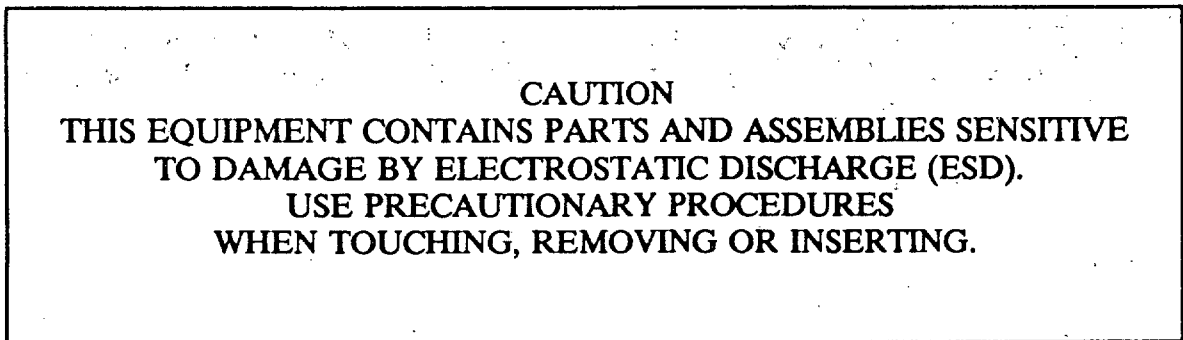 CAUTION
THIS EQUIPMENT CONTAINS PARTS AND ASSEMBLIES SENSITIVE
TO DAMAGE BY ELECTROSTATIC DISCHARGE (ESD).
USE PRECAUTIONARY PROCEDURES
WHEN TOUCHING, REMOVING OR INSERTING.